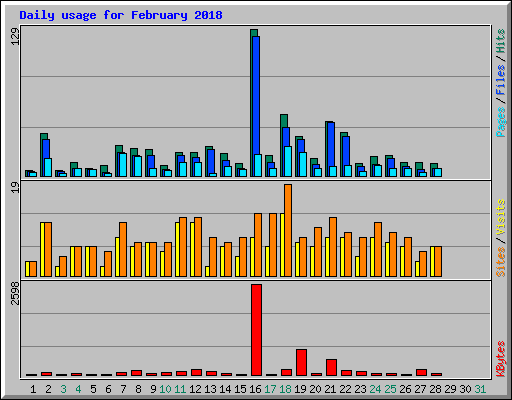 Daily usage for February 2018
129
Pages / Files / Hits
19
Sites / Visits
2598
KBytes
1 2 3 4 5 6 7 8 9 10 11 12 13 14 15 16 17 18 19 20 21 22 23 24 25 26 27 28 29 30 31